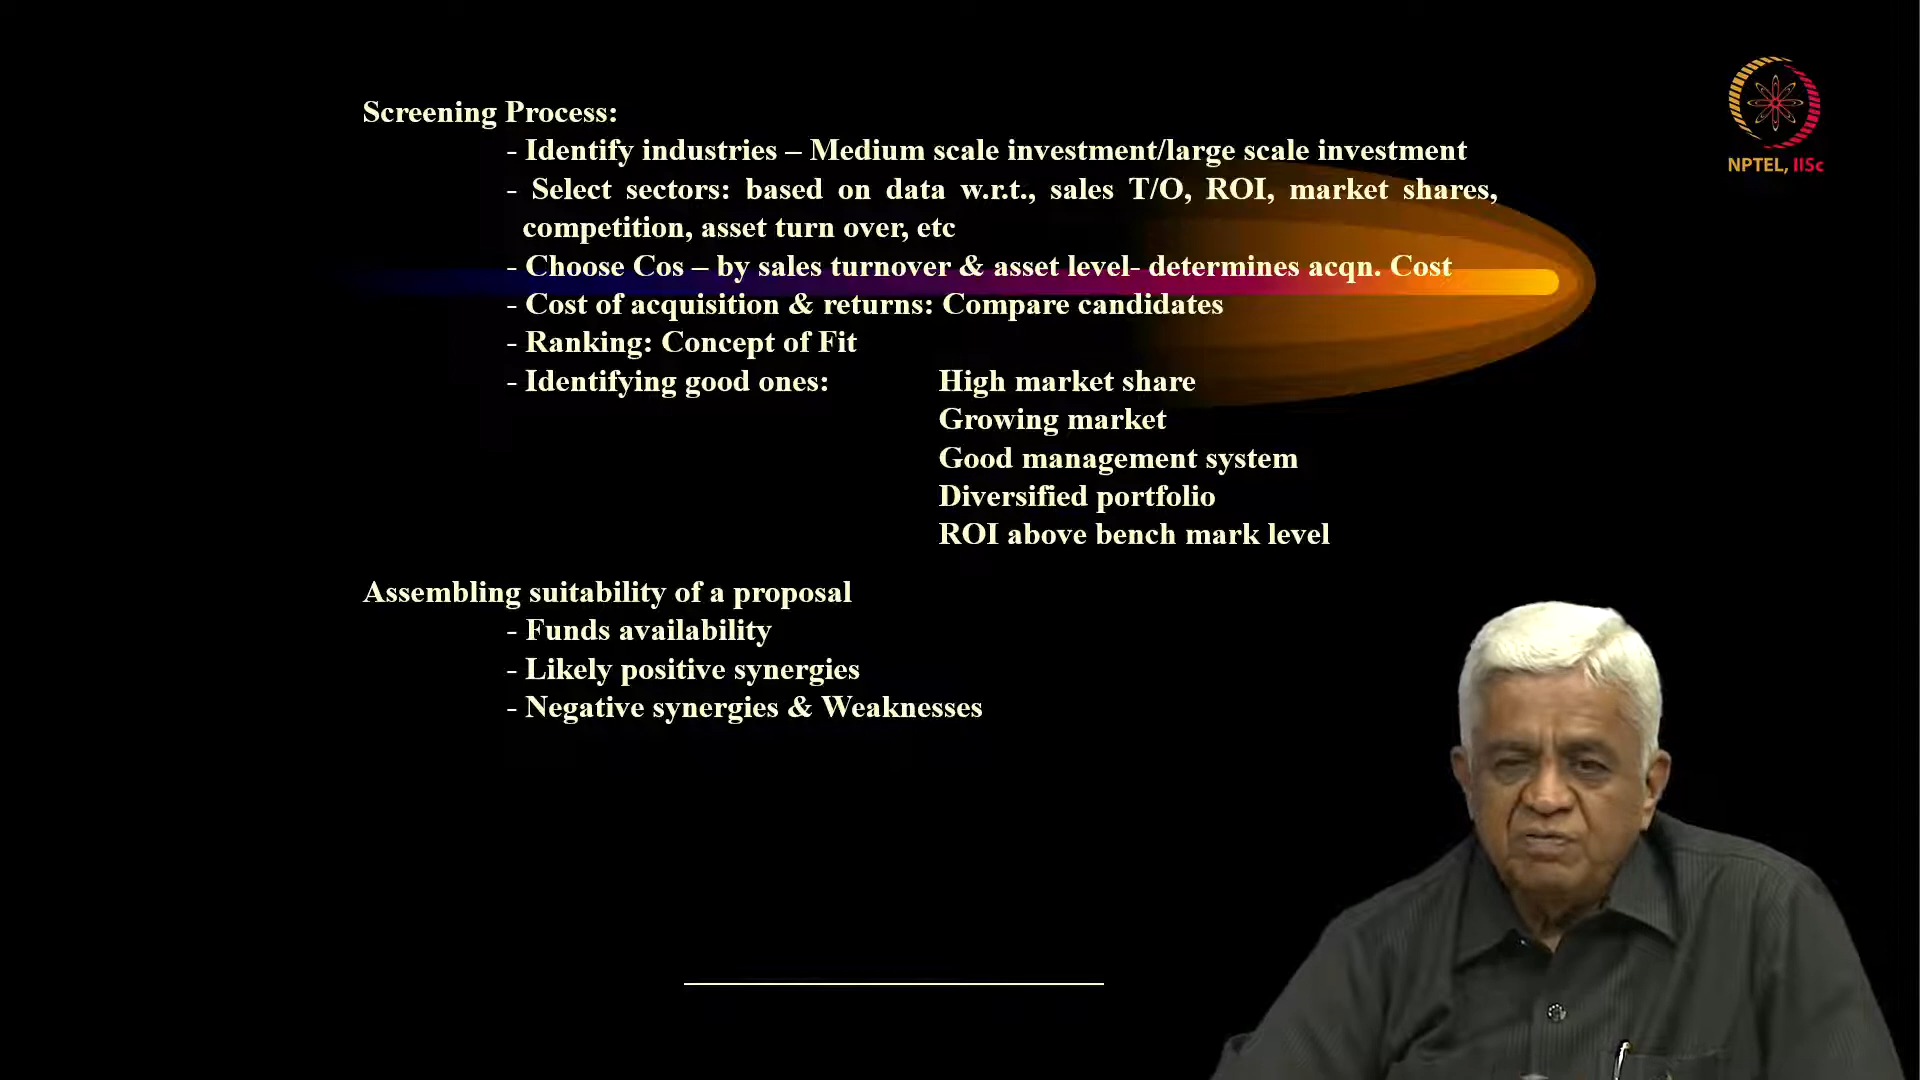 NPTEL, IISc
Screening Process:
- Identify industries – Medium scale investment/large scale investment
- Select sectors: based on data w.r.t., sales T/O, ROI, market shares,
competition, asset turn over, etc
- Choose Cos – by sales turnover & asset level- determines acqn. Cost
- Cost of acquisition & returns: Compare candidates
- Ranking: Concept of Fit
- Identifying good ones: High market share
Growing market
Good management system
Diversified portfolio
ROI above bench mark level
Assembling suitability of a proposal
- Funds availability
- Likely positive synergies
- Negative synergies & Weaknesses